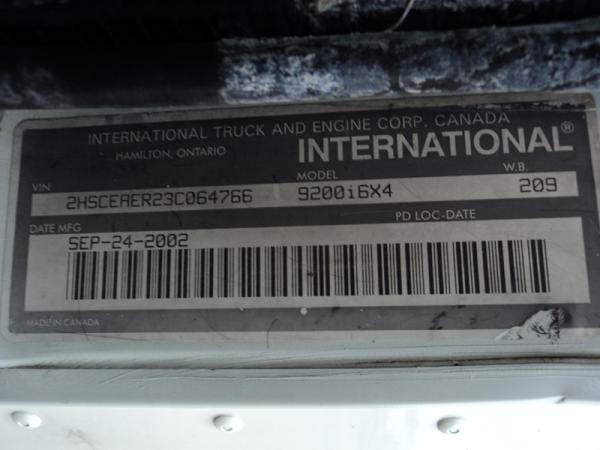 INTERNATIONAL TRUCK AND ENGINE CORP. CANADA
HAMILTON, ONTARIO INTERNATIONAL®
VIN MODEL W.B.
2HSCEAER23C064766 9200i6X4 209
DATE MFG PD LOC-DATE
SEP-24-2002
MADE IN CANADA